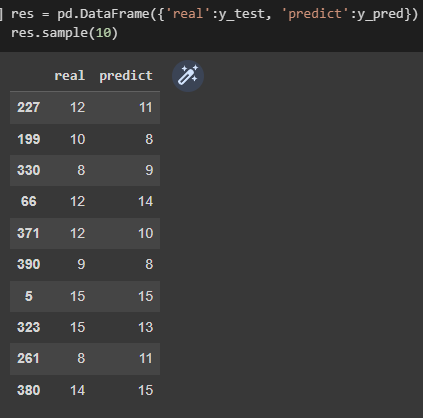 ] res = pd.DataFrame({'real':y_test, 'predict':y_pred})
res.sample(10)
real predict
227 12 11
199 10 8
330 8 9
66 12 14
371 12 10
390 9 8
5 15 15
323 15 13
261 8 11
380 14 15